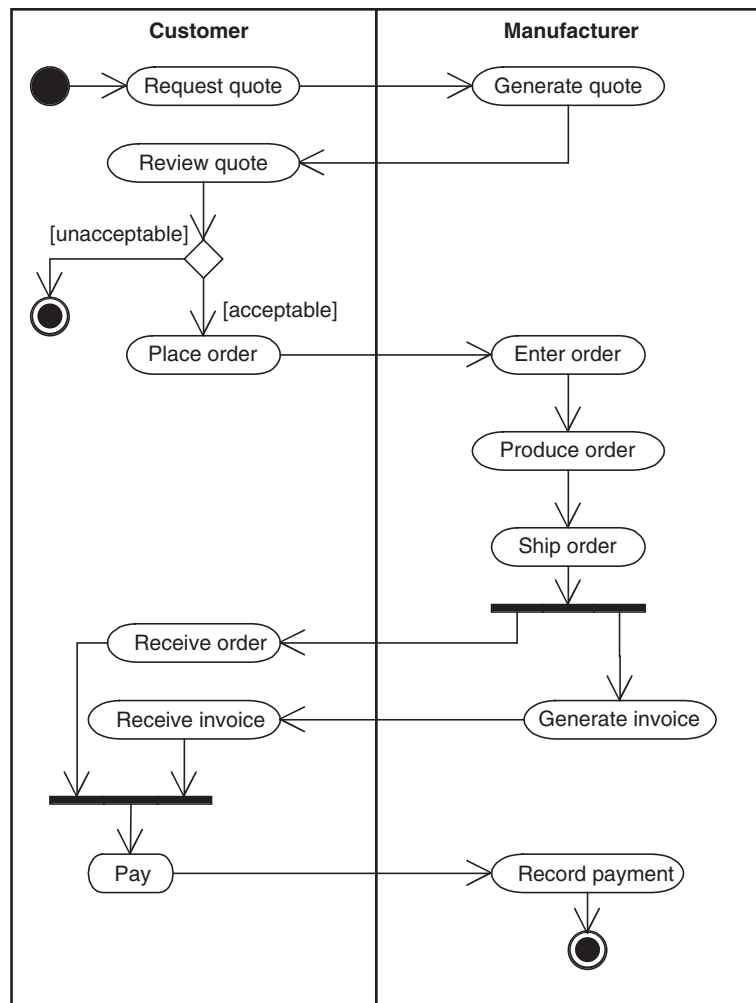 Customer
Manufacturer
Request quote
Generate quote
Review quote
[unacceptable]
[acceptable]
Place order
Enter order
Produce order
Ship order
Receive order
Receive invoice
Generate invoice
Pay
Record payment